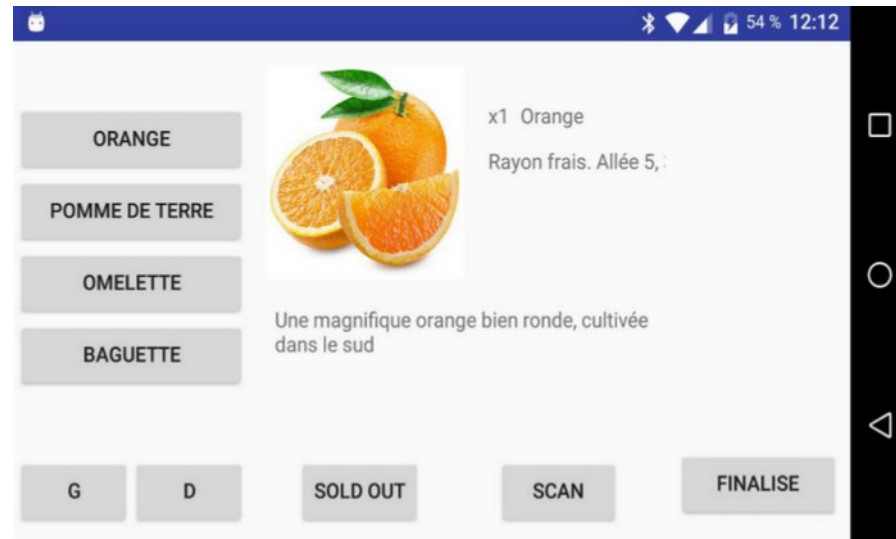 54 % 12:12
ORANGE
POMME DE TERRE
OMELETTE
BAGUETTE
x1 Orange
Rayon frais. Allée 5,
Une magnifique orange bien ronde, cultivée
dans le sud
G
D
SOLD OUT
SCAN
FINALISE